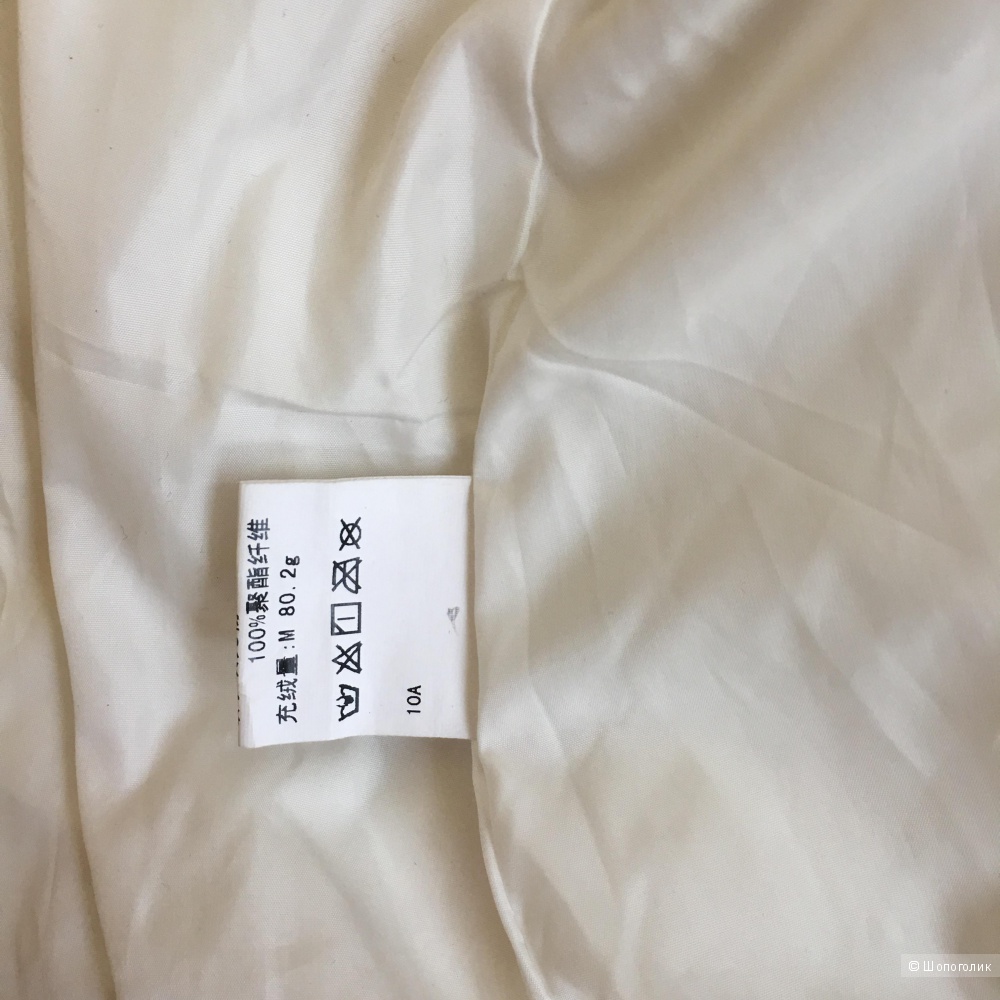 100%聚酯纤维
充绒量:M 80.2g
10A
© Шопоголик